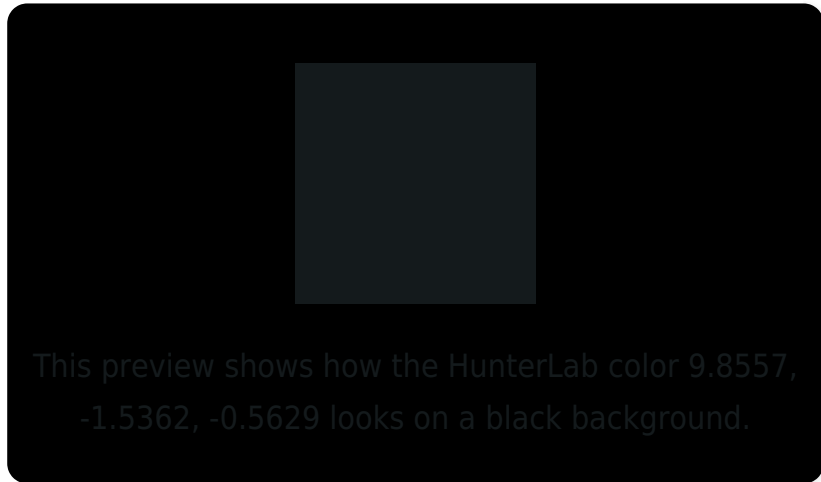 This preview shows how the HunterLab color 9.8557,
-1.5362, -0.5629 looks on a black background.